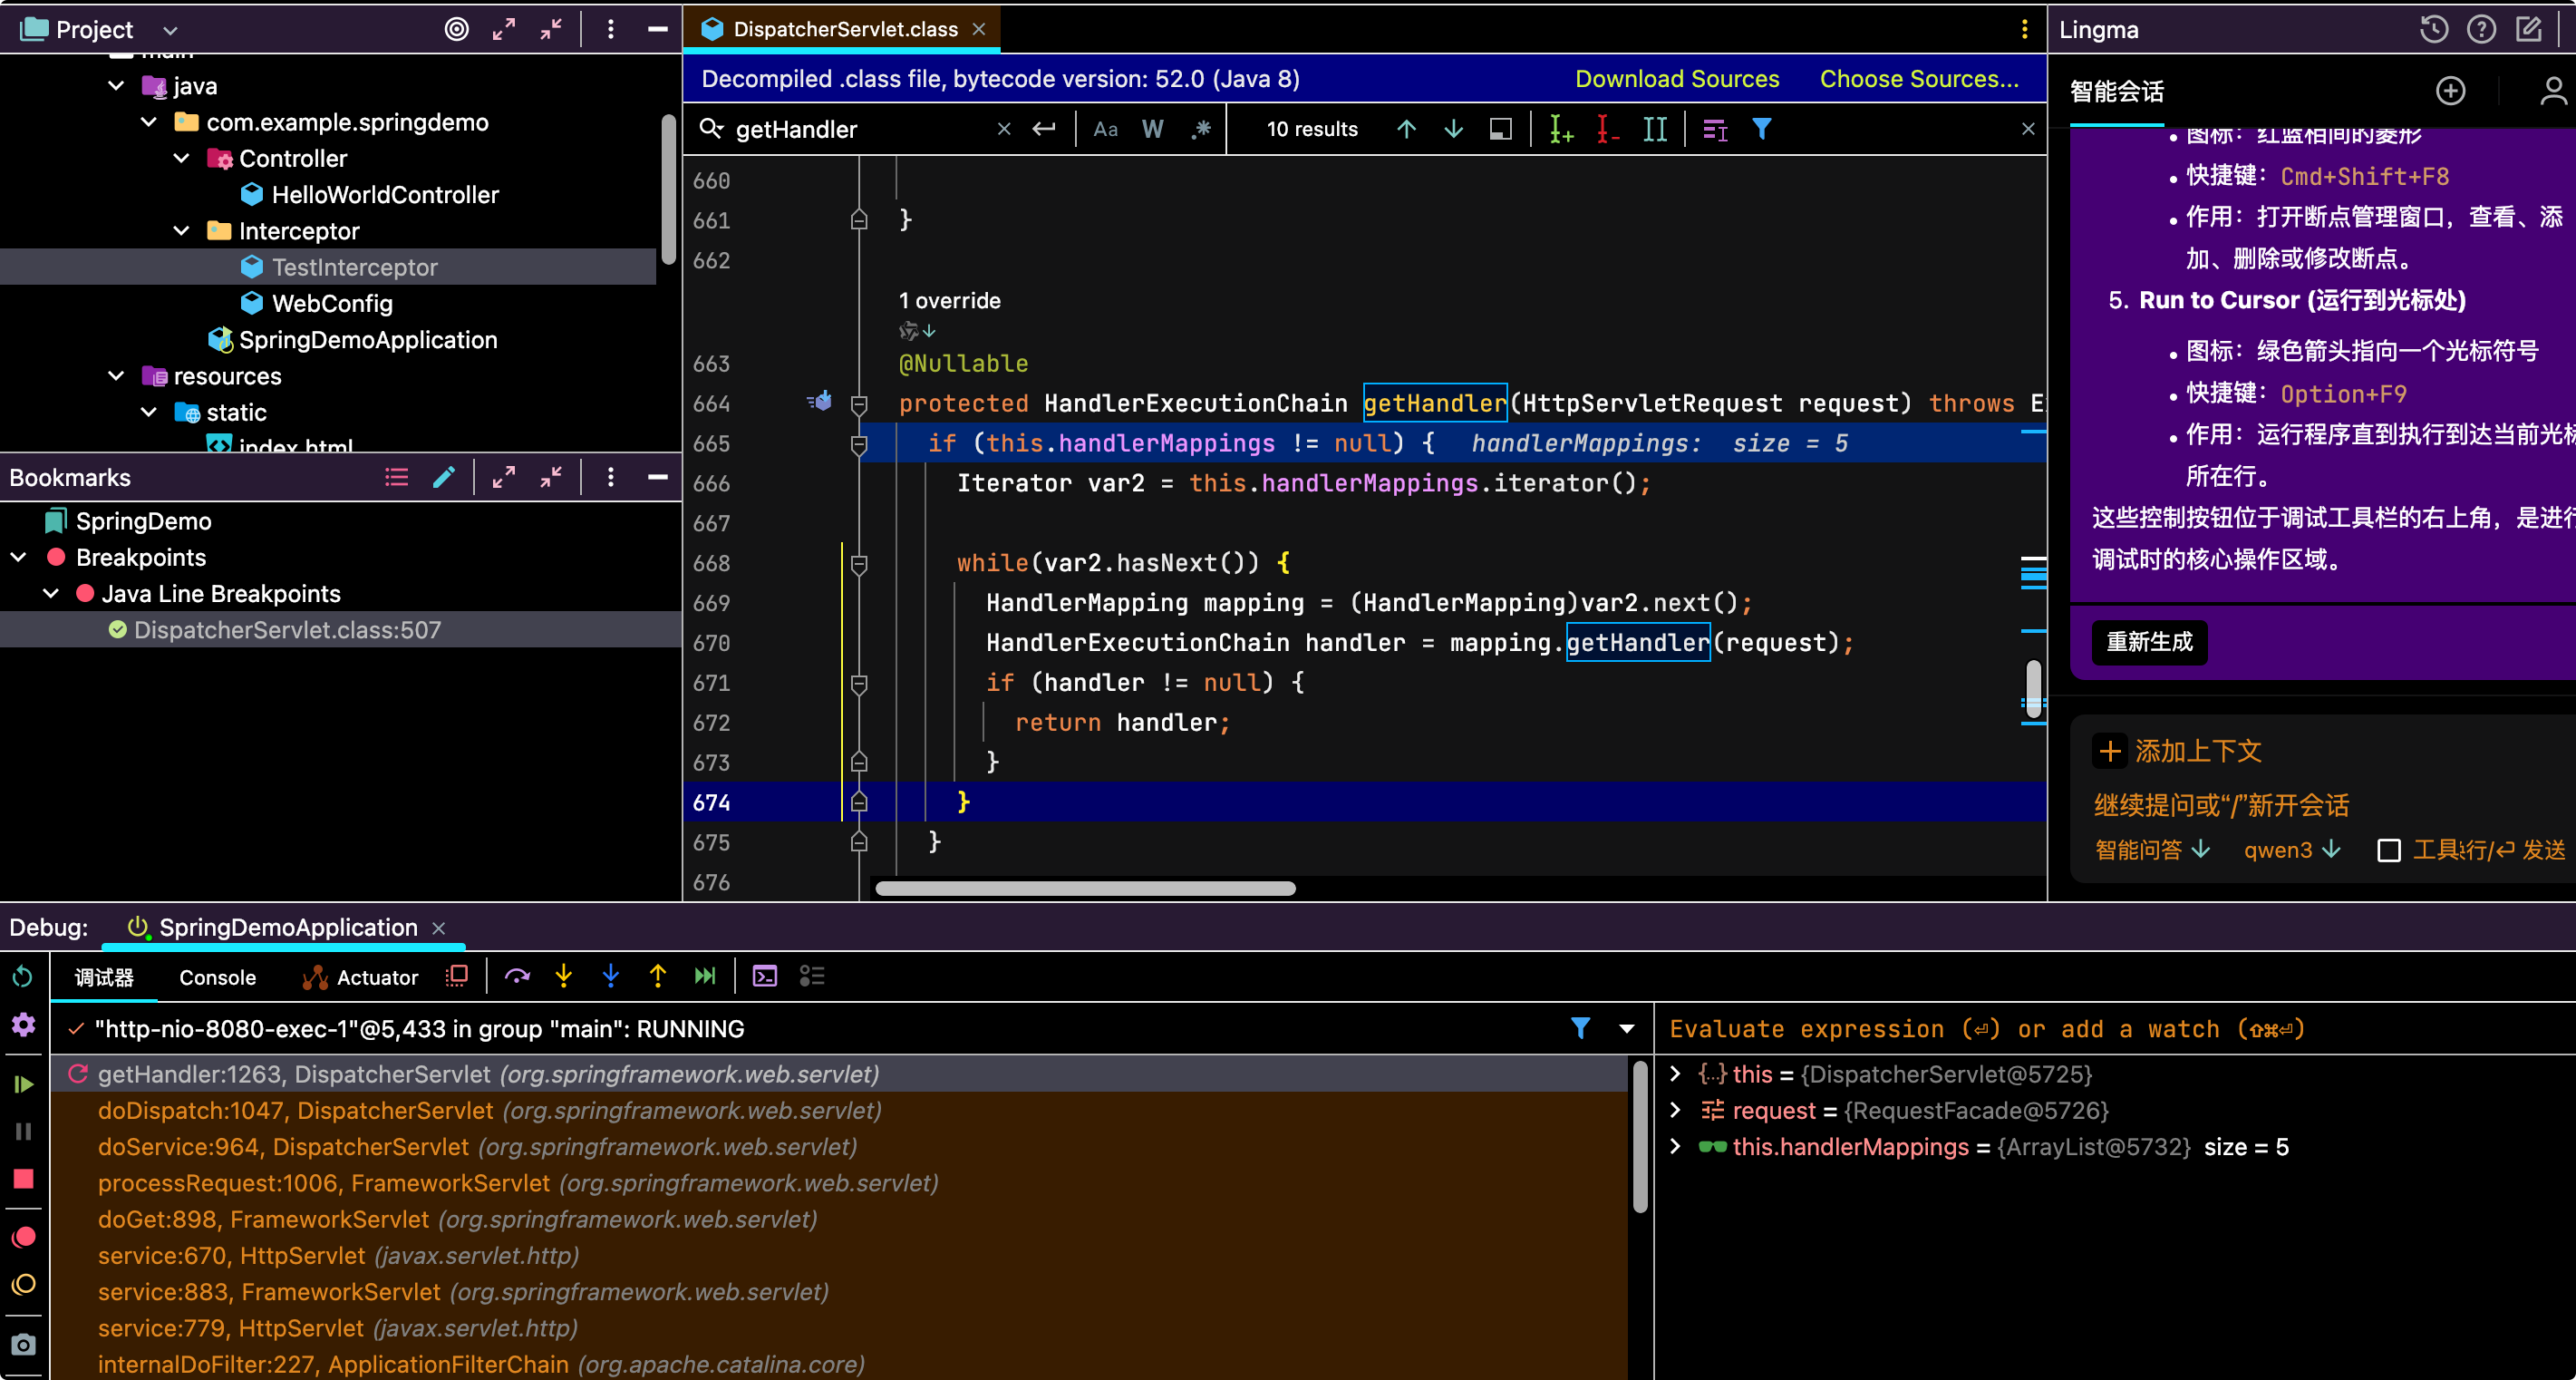 Project
main
java
com.example.springdemo
Controller
HelloWorldController
Interceptor
TestInterceptor
WebConfig
SpringDemoApplication
resources
static
index.html
Bookmarks
SpringDemo
Breakpoints
Java Line Breakpoints
DispatcherServlet.class:507
DispatcherServlet.class
Decompiled .class file, bytecode version: 52.0 (Java 8) Download Sources Choose Sources...
getHandler Aa W .* 10 results
660
661 }
662
1 override
663 @Nullable
664 protected HandlerExecutionChain getHandler(HttpServletRequest request) throws E
665 if (this.handlerMappings != null) { handlerMappings: size = 5
666 Iterator var2 = this.handlerMappings.iterator();
667
668 while(var2.hasNext()) {
669 HandlerMapping mapping = (HandlerMapping)var2.next();
670 HandlerExecutionChain handler = mapping.getHandler(request);
671 if (handler != null) {
672 return handler;
673 }
674 }
675 }
676
Lingma
智能会话
• 图标：红蓝相间的菱形
• 快捷键：Cmd+Shift+F8
• 作用：打开断点管理窗口，查看、添
加、删除或修改断点。
5. Run to Cursor (运行到光标处)
• 图标：绿色箭头指向一个光标符号
• 快捷键：Option+F9
• 作用：运行程序直到执行到达当前光标
所在行。
这些控制按钮位于调试工具栏的右上角，是进行
调试时的核心操作区域。
重新生成
添加上下文
继续提问或“/”新开会话
智能问答 qwen3 工具 行/⏎ 发送
Debug: SpringDemoApplication
调试器 Console Actuator
"http-nio-8080-exec-1"@5,433 in group "main": RUNNING
getHandler:1263, DispatcherServlet (org.springframework.web.servlet)
doDispatch:1047, DispatcherServlet (org.springframework.web.servlet)
doService:964, DispatcherServlet (org.springframework.web.servlet)
processRequest:1006, FrameworkServlet (org.springframework.web.servlet)
doGet:898, FrameworkServlet (org.springframework.web.servlet)
service:670, HttpServlet (javax.servlet.http)
service:883, FrameworkServlet (org.springframework.web.servlet)
service:779, HttpServlet (javax.servlet.http)
internalDoFilter:227, ApplicationFilterChain (org.apache.catalina.core)
Evaluate expression (⏎) or add a watch (⇧⌘⏎)
this = {DispatcherServlet@5725}
request = {RequestFacade@5726}
this.handlerMappings = {ArrayList@5732} size = 5